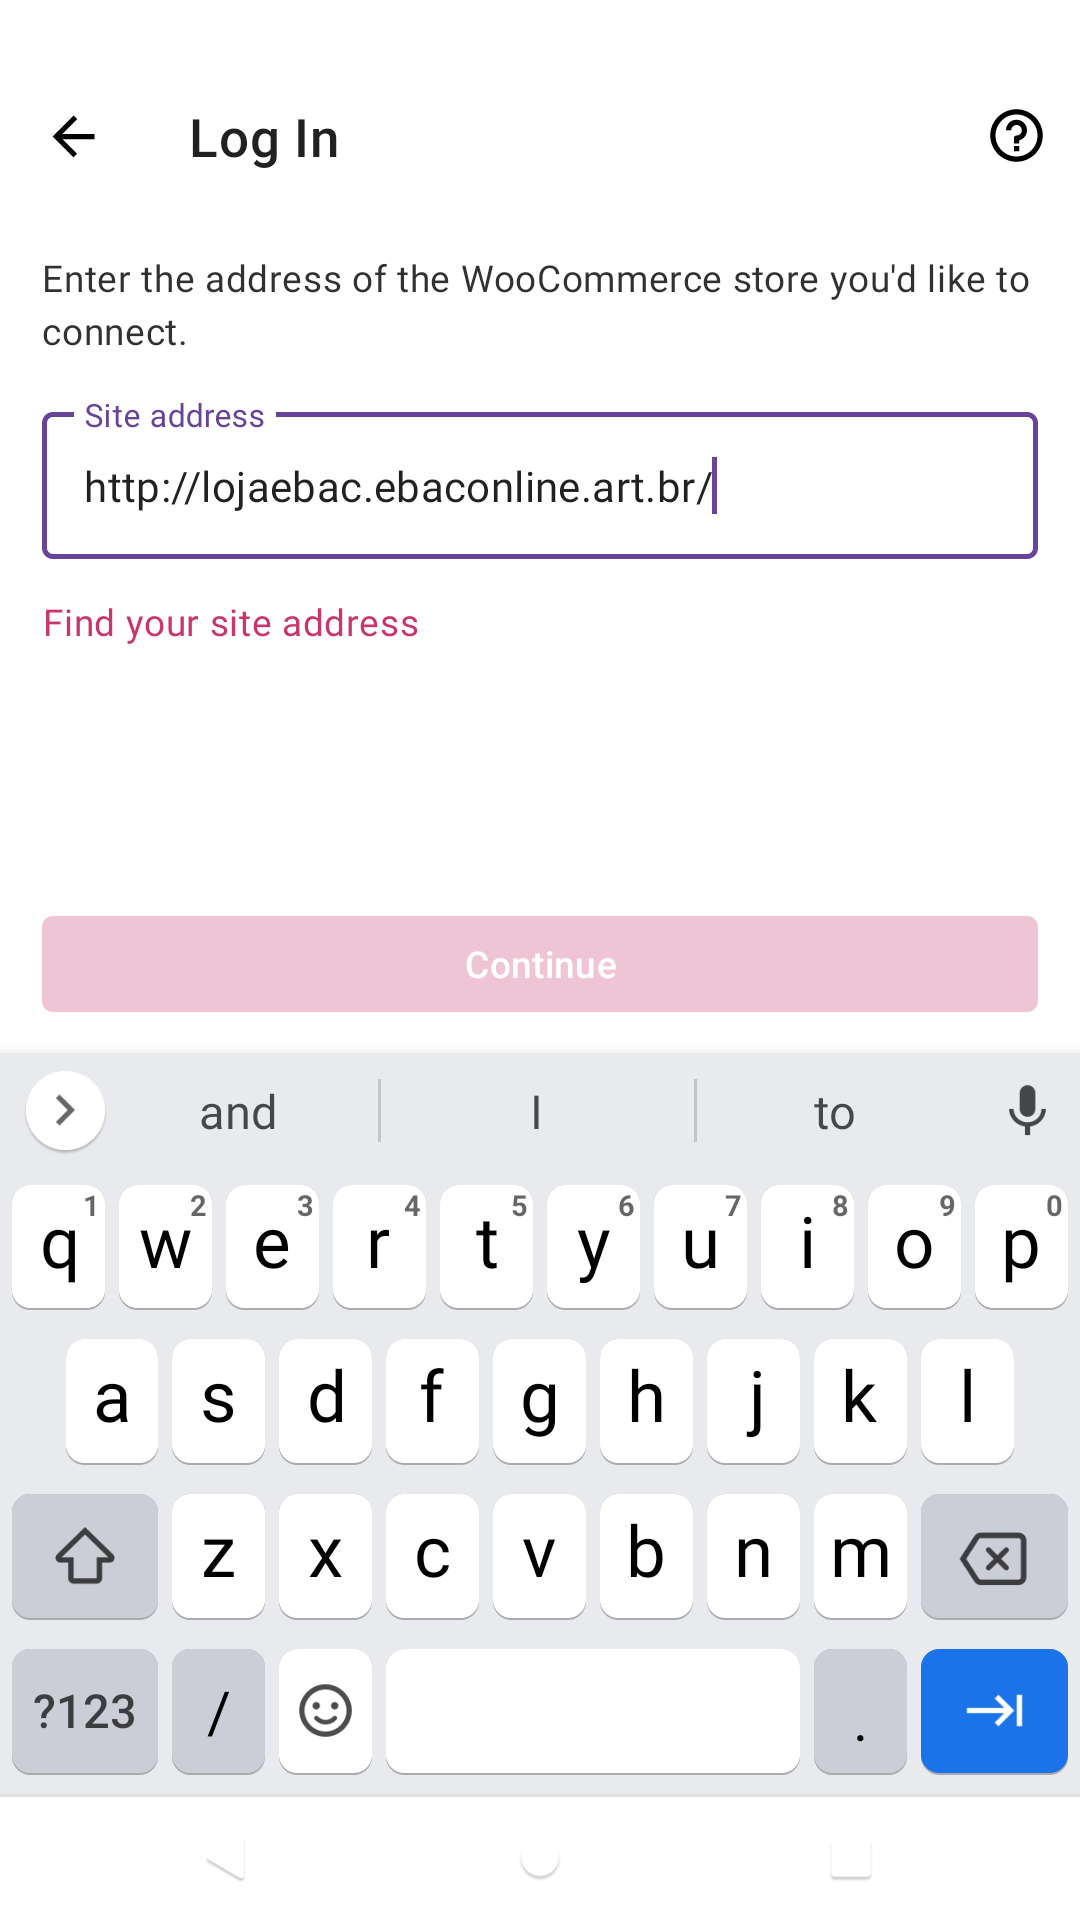 Log In
Enter the address of the WooCommerce store you'd like to
connect.
Site address
http://lojaebac.ebaconline.art.br/
Find your site address
Continue
and I to
1 2 3 4 5 6 7 8 9 0
q w e r t y u i o p
a s d f g h j k l
z x c v b n m
?123 / .